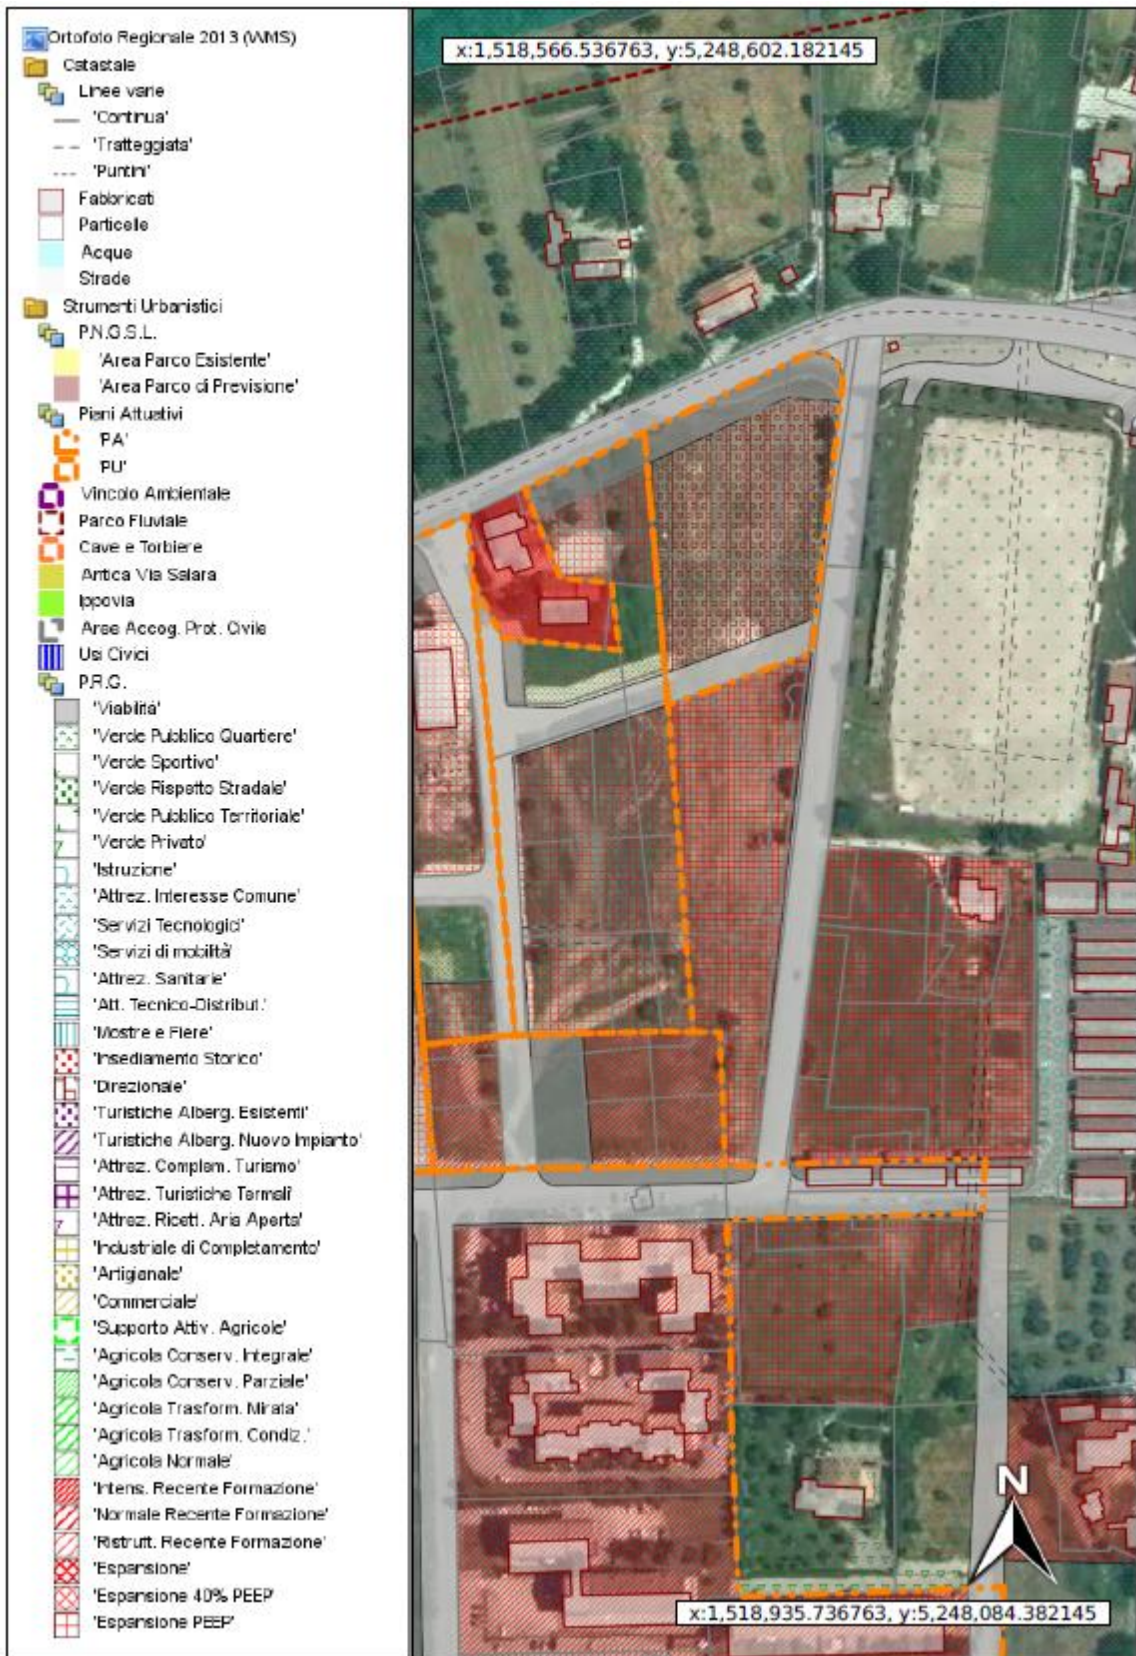 Ortofoto Regionale 2013 (WMS)
Catastale
Linee varie
'Continua'
'Tratteggiata'
'Puntini'
Fabbricati
Particelle
Acque
Strade
Strumenti Urbanistici
P.N.G.S.L.
'Area Parco Esistente'
'Area Parco di Previsione'
Piani Attuativi
'PA'
'PU'
Vincolo Ambientale
Parco Fluviale
Cave e Torbiere
Antica Via Salara
Ippovia
Aree Accog. Prot. Civile
Usi Civici
P.R.G.
'Viabilità'
'Verde Pubblico Quartiere'
'Verde Sportivo'
'Verde Rispetto Stradale'
'Verde Pubblico Territoriale'
'Verde Privato'
'Istruzione'
'Attrez. Interesse Comune'
'Servizi Tecnologici'
'Servizi di mobilità'
'Attrez. Sanitarie'
'Att. Tecnico-Distribut.'
'Mostre e Fiere'
'Insediamento Storico'
'Direzionale'
'Turistiche Alberg. Esistenti'
'Turistiche Alberg. Nuovo Impianto'
'Attrez. Complem. Turismo'
'Attrez. Turistiche Termali'
'Attrez. Ricett. Aria Aperta'
'Industriale di Completamento'
'Artigianale'
'Commerciale'
'Supporto Attiv. Agricole'
'Agricola Conserv. Integrale'
'Agricola Conserv. Parziale'
'Agricola Trasform. Mirata'
'Agricola Trasform. Condiz.'
'Agricola Normale'
'Intens. Recente Formazione'
'Normale Recente Formazione'
'Ristrutt. Recente Formazione'
'Espansione'
'Espansione 40% PEEP'
'Espansione PEEP'
x:1,518,566.536763, y:5,248,602.182145
N
x:1,518,935.736763, y:5,248,084.382145